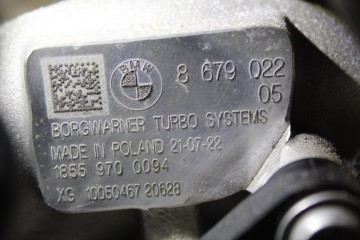 BMW
8 679 022
05
BORGWARNER TURBO SYSTEMS
MADE IN POLAND 21-07-22
1855 970 0094
XG 10050467 20628